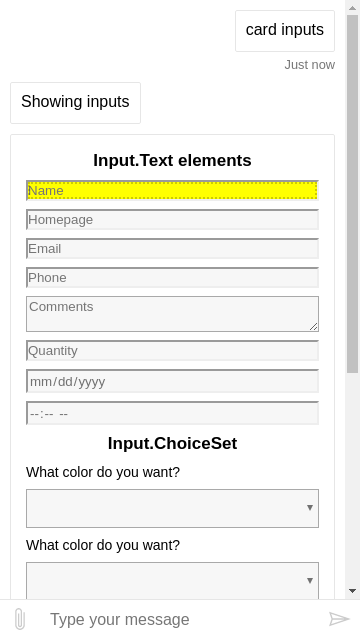 card inputs
Just now
Showing inputs
Input.Text elements
Name
Homepage
Email
Phone
Comments
Quantity
mm/dd/yyyy
--:-- --
Input.ChoiceSet
What color do you want?
What color do you want?
Type your message